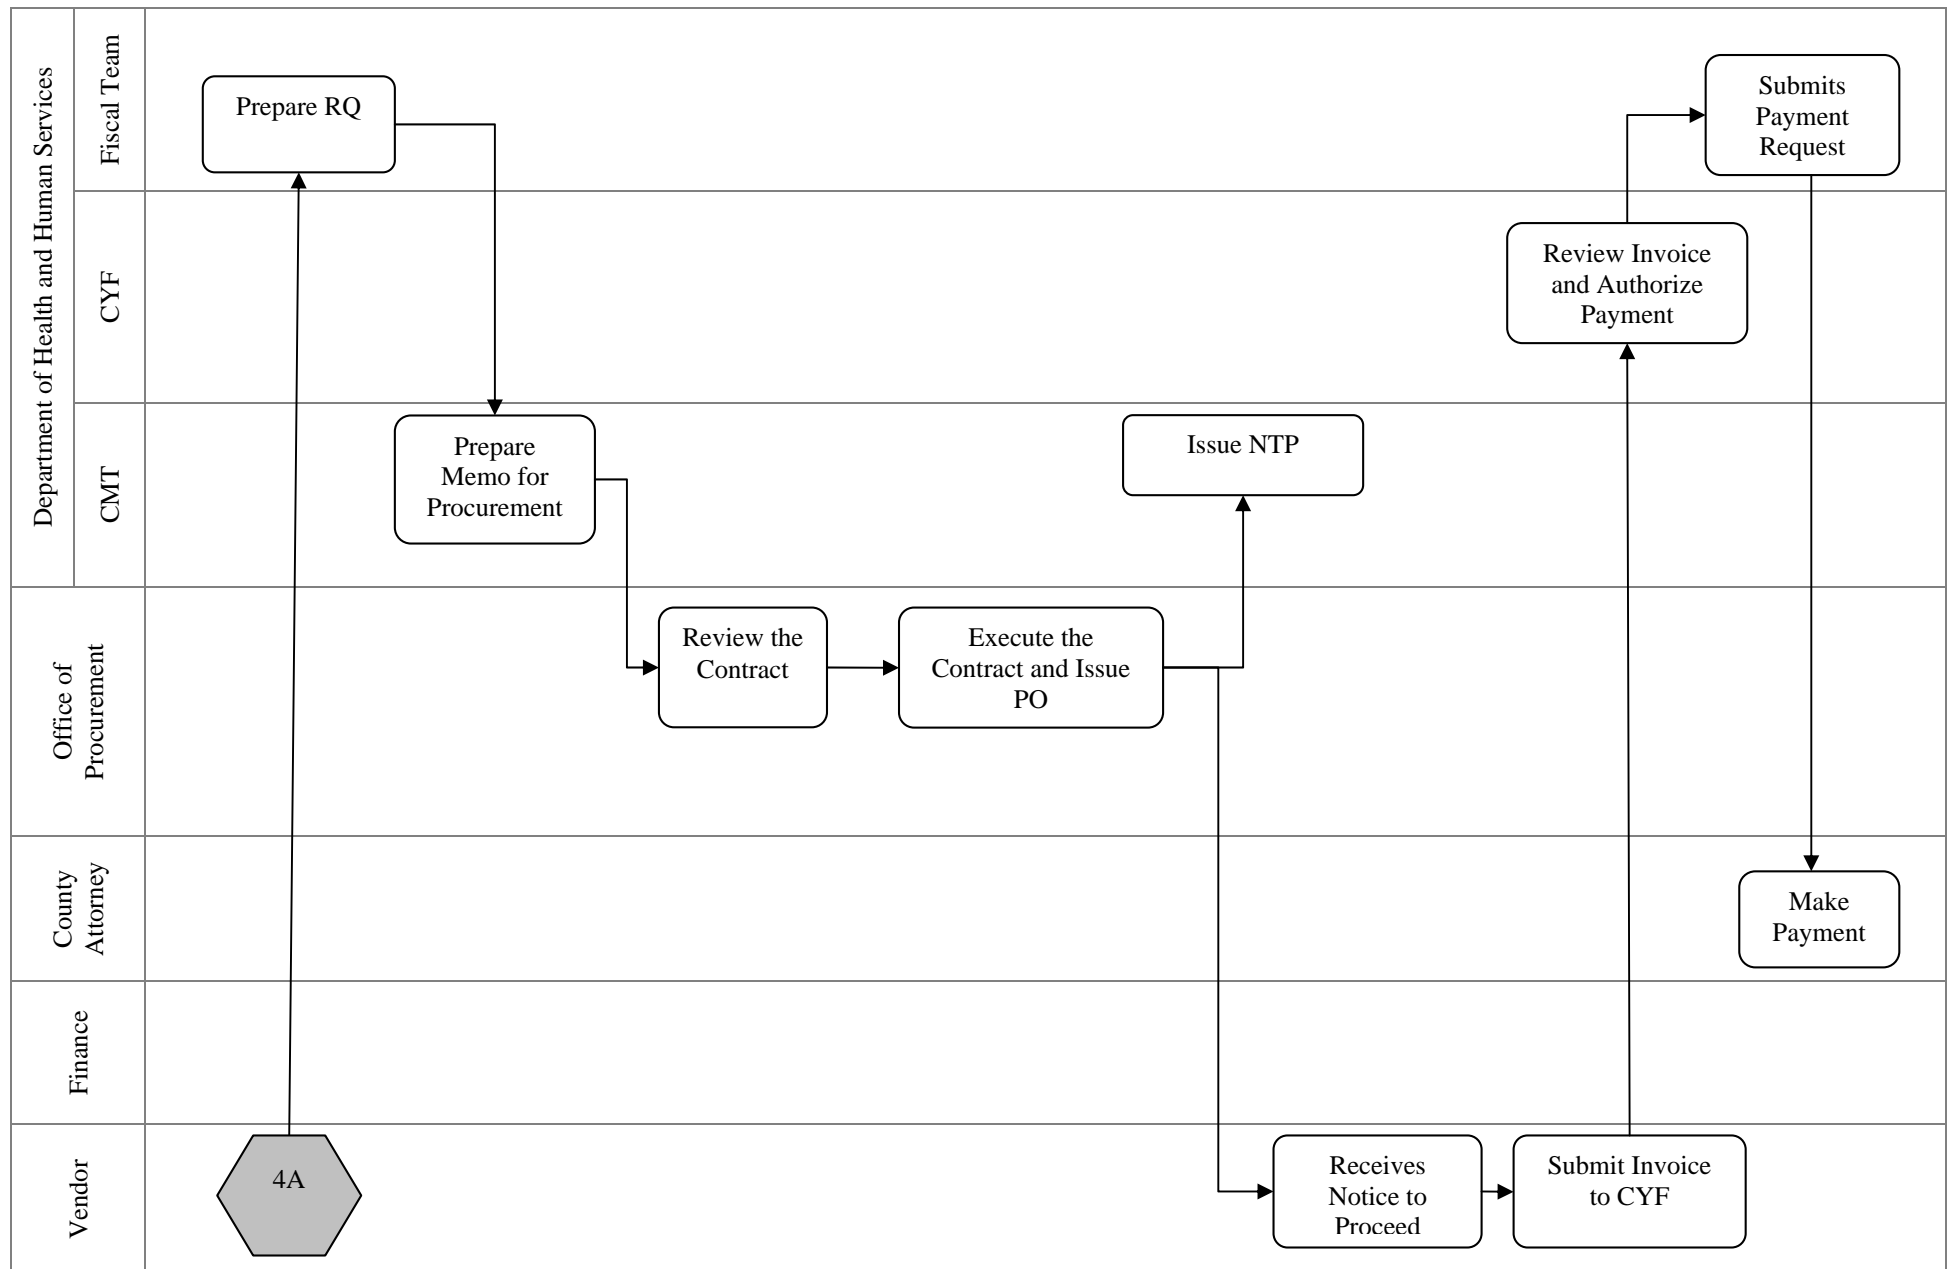 Department of Health and Human Services
Fiscal Team
Prepare RQ
Submits
Payment
Request
CYF
Review Invoice
and Authorize
Payment
CMT
Prepare
Memo for
Procurement
Issue NTP
Office of
Procurement
Review the
Contract
Execute the
Contract and Issue
PO
County
Attorney
Make
Payment
Finance
Vendor
4A
Receives
Notice to
Proceed
Submit Invoice
to CYF